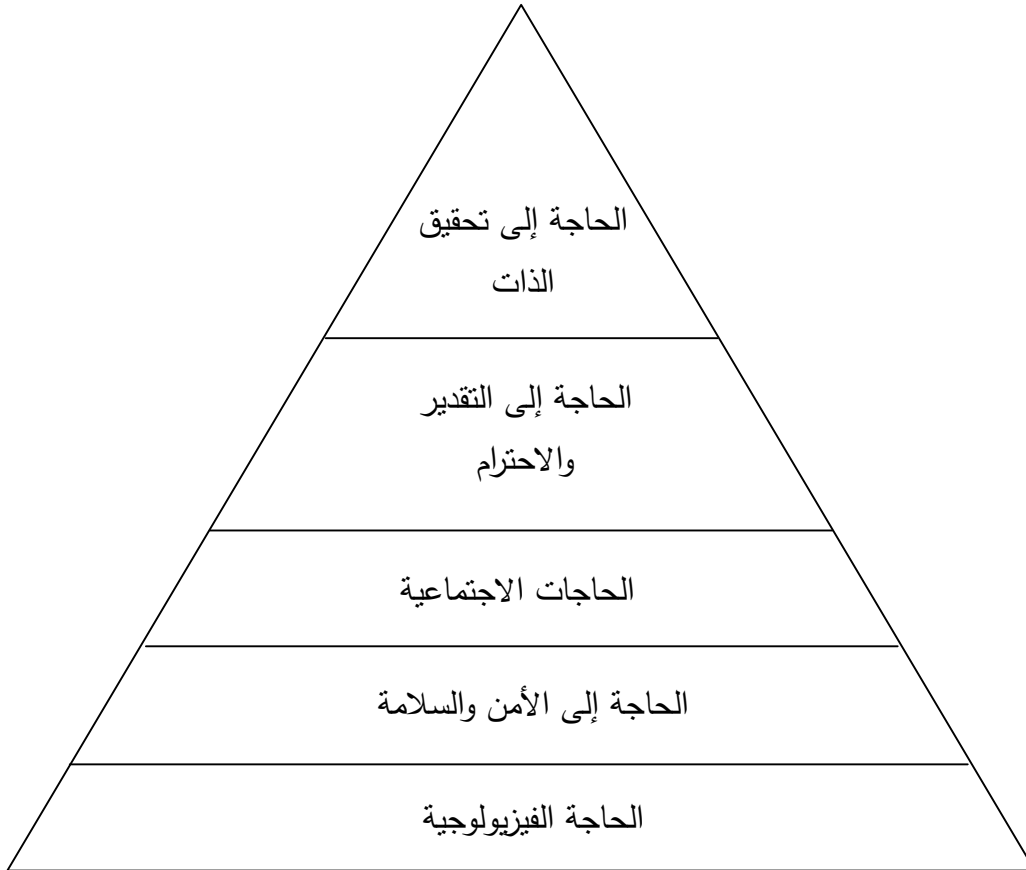 الحاجة إلى تحقيق
الذات
الحاجة إلى التقدير
والاحترام
الحاجات الاجتماعية
الحاجة إلى الأمن والسلامة
الحاجة الفيزيولوجية